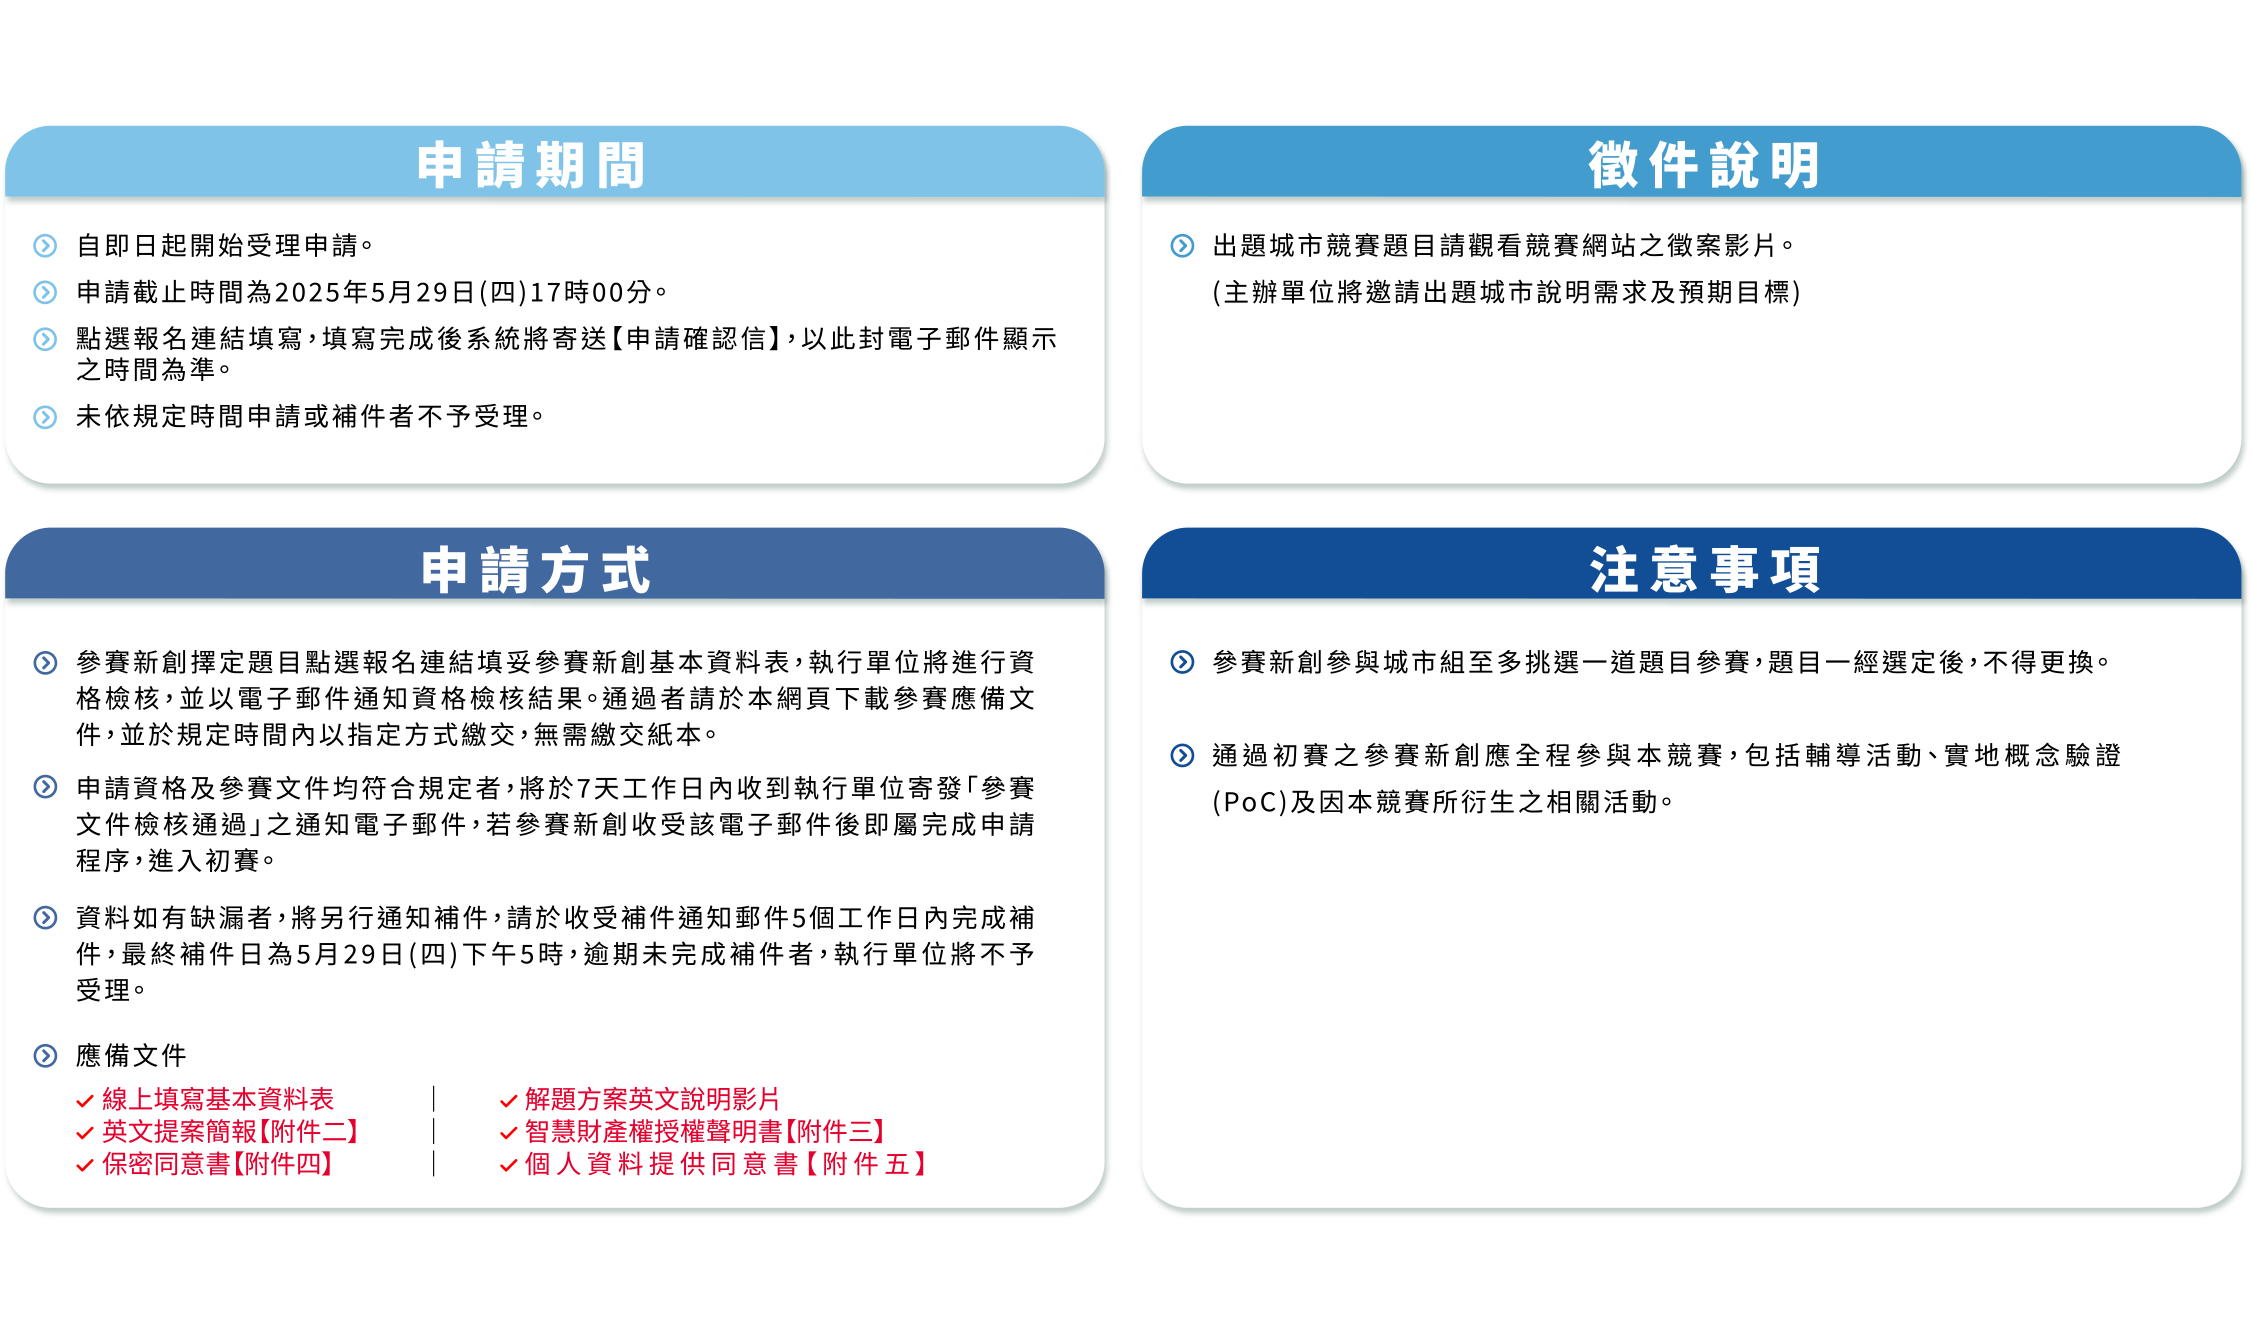 申請期間
自即日起開始受理申請。
申請截止時間為2025年5月29日(四)17時00分。
點選報名連結填寫，填寫完成後系統將寄送【申請確認信】，以此封電子郵件顯示
之時間為準。
未依規定時間申請或補件者不予受理。
徵件說明
出題城市競賽題目請觀看競賽網站之徵案影片。
(主辦單位將邀請出題城市說明需求及預期目標)
申請方式
參賽新創擇定題目點選報名連結填妥參賽新創基本資料表，執行單位將進行資
格檢核，並以電子郵件通知資格檢核結果。通過者請於本網頁下載參賽應備文
件，並於規定時間內以指定方式繳交，無需繳交紙本。
申請資格及參賽文件均符合規定者，將於7天工作日內收到執行單位寄發「參賽
文件檢核通過」之通知電子郵件，若參賽新創收受該電子郵件後即屬完成申請
程序，進入初賽。
資料如有缺漏者，將另行通知補件，請於收受補件通知郵件5個工作日內完成補
件，最終補件日為5月29日(四)下午5時，逾期未完成補件者，執行單位將不予
受理。
應備文件
線上填寫基本資料表 | 解題方案英文說明影片
英文提案簡報【附件二】 | 智慧財產權授權聲明書【附件三】
保密同意書【附件四】 | 個人資料提供同意書【附件五】
注意事項
參賽新創參與城市組至多挑選一道題目參賽，題目一經選定後，不得更換。
通過初賽之參賽新創應全程參與本競賽，包括輔導活動、實地概念驗證
(PoC)及因本競賽所衍生之相關活動。